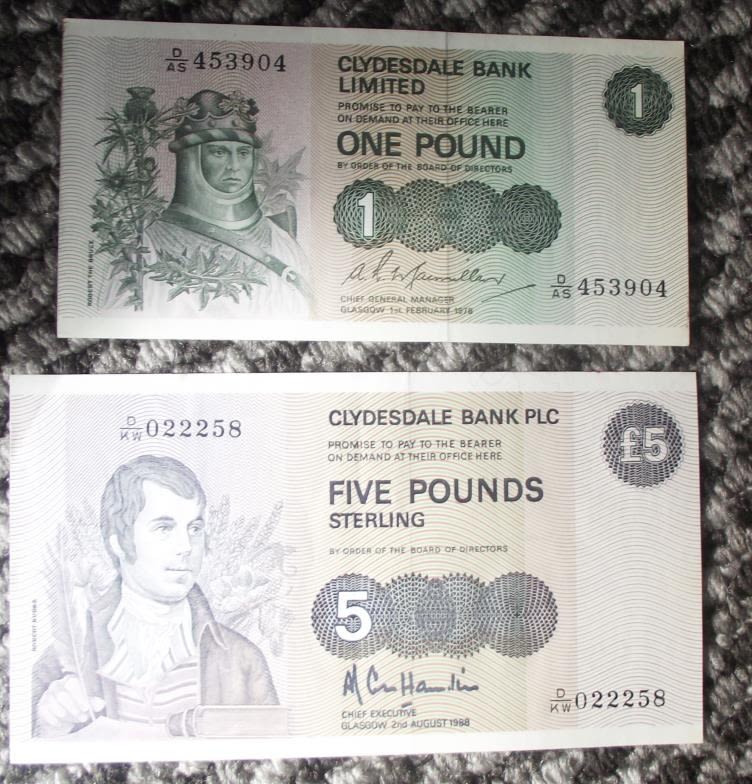 D/AS 453904
CLYDESDALE BANK
LIMITED
PROMISE TO PAY TO THE BEARER
ON DEMAND AT THEIR OFFICE HERE
ONE POUND
BY ORDER OF THE BOARD OF DIRECTORS
1
1
CHIEF GENERAL MANAGER
GLASGOW 1ST FEBRUARY 1978
D/AS 453904
ROBERT THE BRUCE
D/KW 022258
CLYDESDALE BANK PLC
PROMISE TO PAY TO THE BEARER
ON DEMAND AT THEIR OFFICE HERE
FIVE POUNDS
STERLING
BY ORDER OF THE BOARD OF DIRECTORS
£5
5
CHIEF EXECUTIVE
GLASGOW 2nd AUGUST 1988
D/KW 022258
ROBERT BURNS